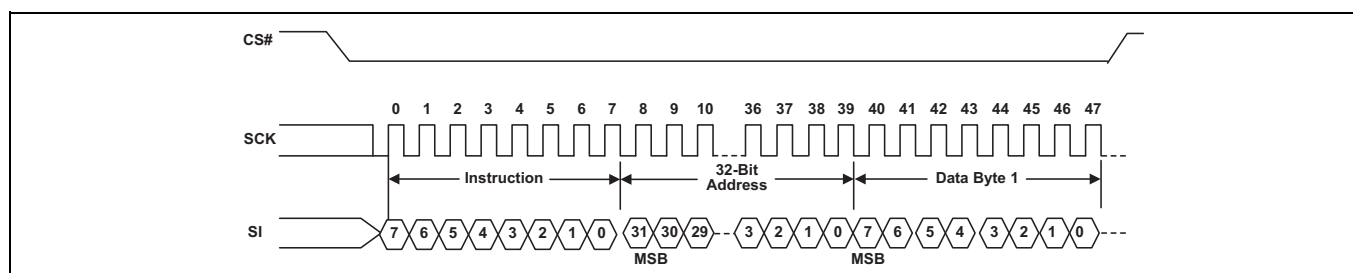 CS#
0 1 2 3 4 5 6 7 8 9 10 36 37 38 39 40 41 42 43 44 45 46 47
SCK
Instruction 32-Bit Address Data Byte 1
SI 7 6 5 4 3 2 1 0 31 30 29 3 2 1 0 7 6 5 4 3 2 1 0
MSB MSB